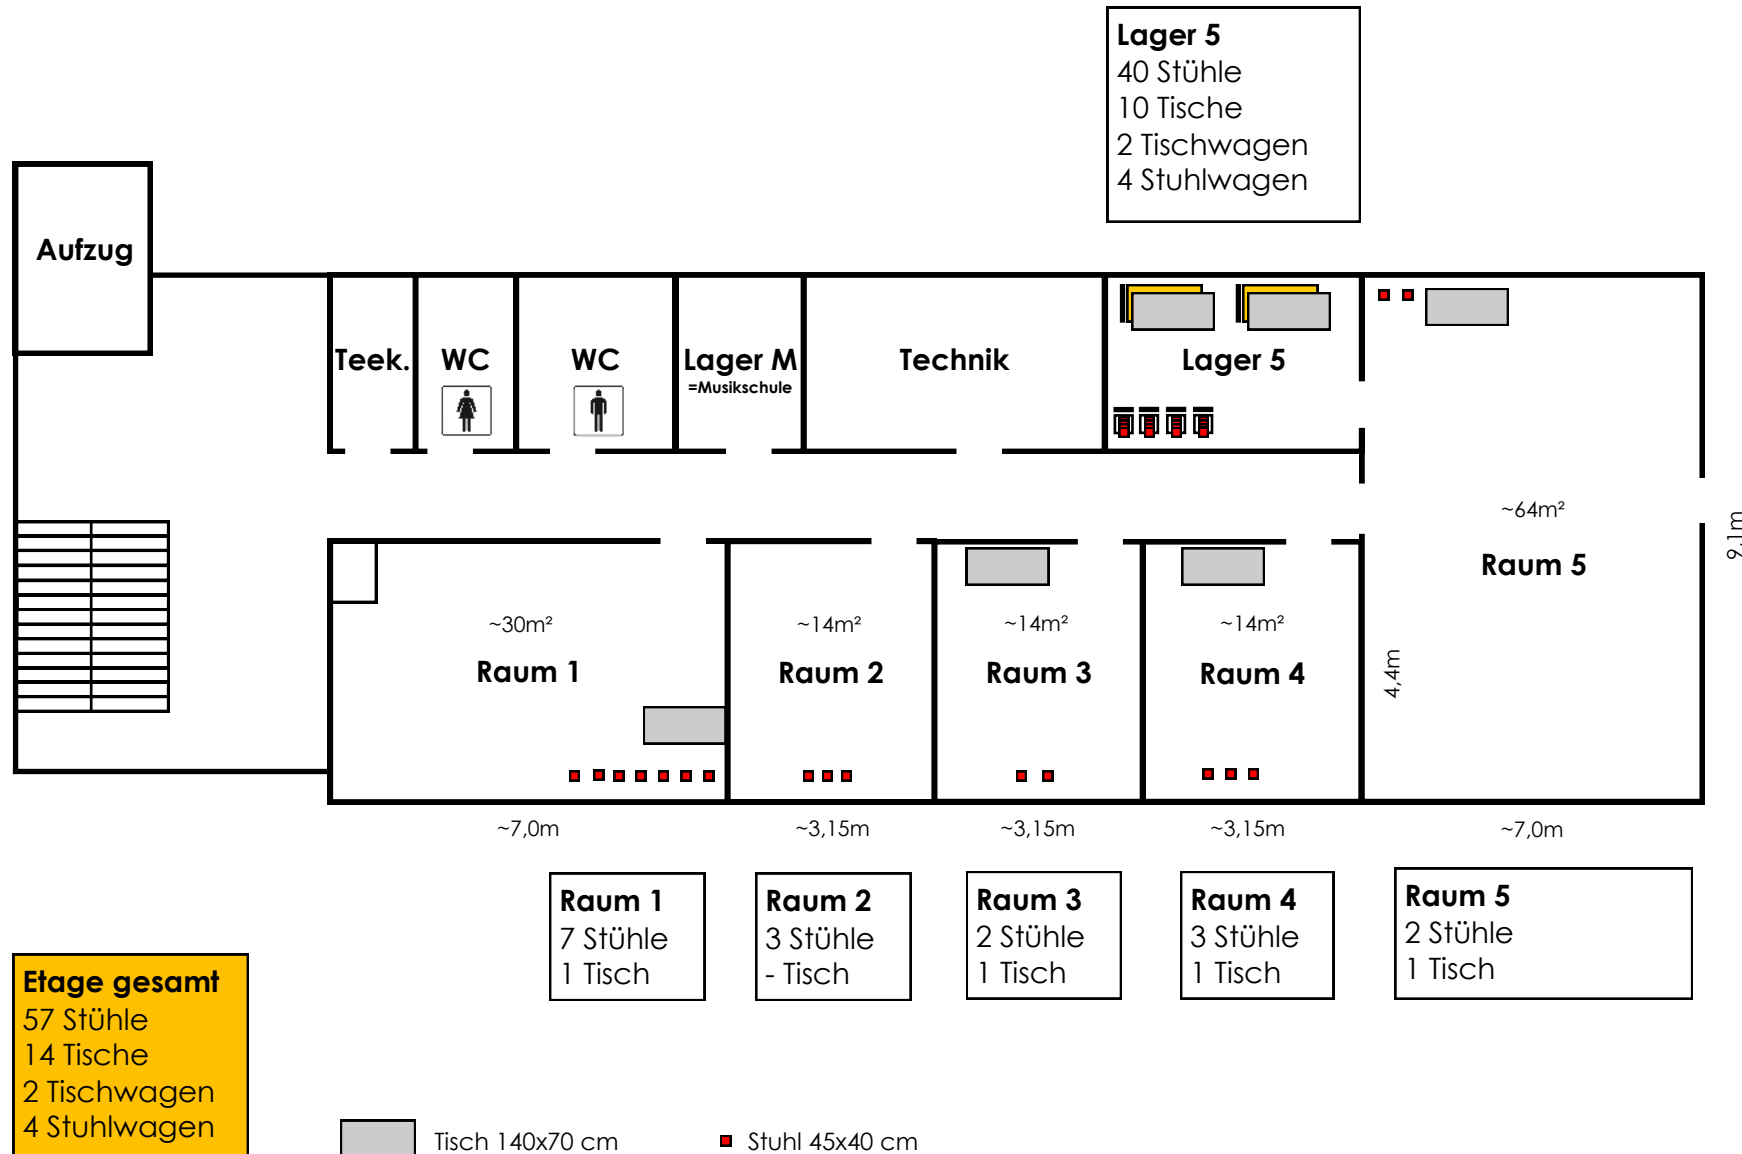 Lager 5
40 Stühle
10 Tische
2 Tischwagen
4 Stuhlwagen
Aufzug
Teek.
WC
WC
Lager M
=Musikschule
Technik
Lager 5
~64m²
Raum 5
9,1m
~30m²
Raum 1
~14m²
Raum 2
~14m²
Raum 3
~14m²
Raum 4
4,4m
~7,0m
~3,15m
~3,15m
~3,15m
~7,0m
Raum 1
7 Stühle
1 Tisch
Raum 2
3 Stühle
- Tisch
Raum 3
2 Stühle
1 Tisch
Raum 4
3 Stühle
1 Tisch
Raum 5
2 Stühle
1 Tisch
Etage gesamt
57 Stühle
14 Tische
2 Tischwagen
4 Stuhlwagen
Tisch 140x70 cm
Stuhl 45x40 cm